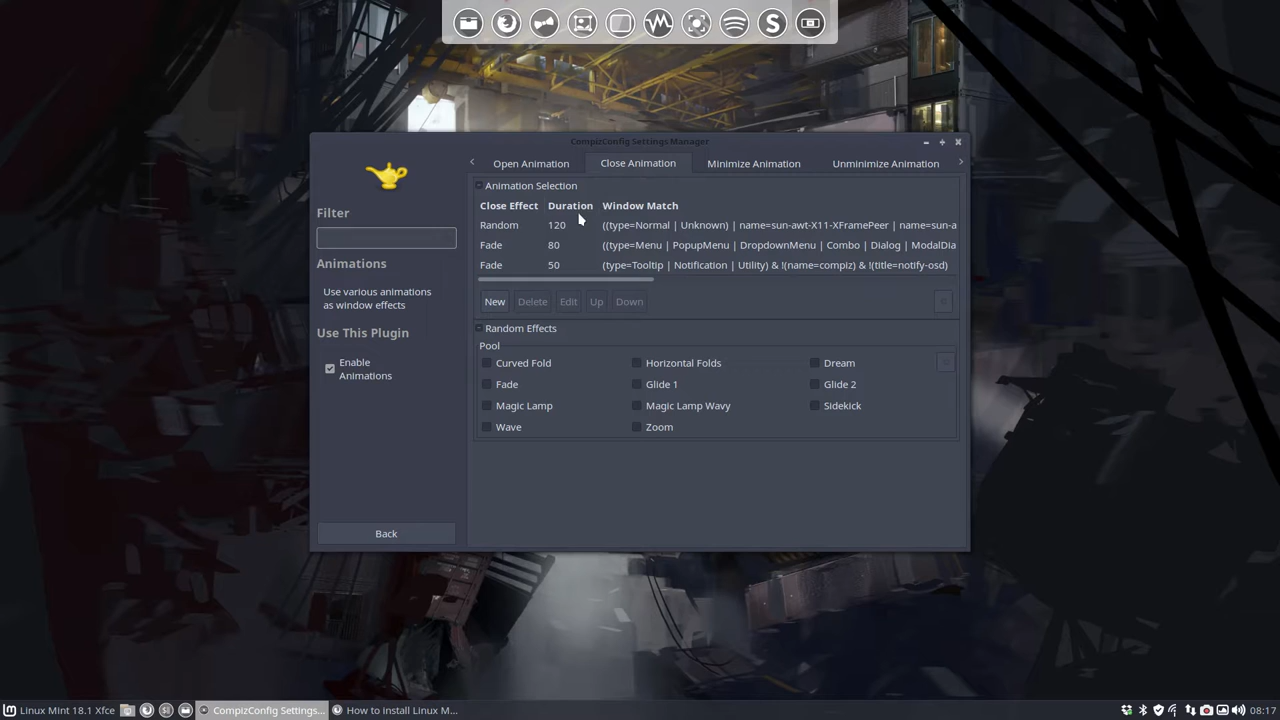 CompizConfig Settings Manager
Open Animation
Close Animation
Minimize Animation
Unminimize Animation
Filter
Animations
Use various animations
as window effects
Use This Plugin
Enable
Animations
Back
Animation Selection
Close Effect Duration Window Match
Random 120 ((type=Normal | Unknown) | name=sun-awt-X11-XFramePeer | name=sun-a
Fade 80 ((type=Menu | PopupMenu | DropdownMenu | Combo | Dialog | ModalDia
Fade 50 (type=Tooltip | Notification | Utility) & !(name=compiz) & !(title=notify-osd)
New Delete Edit Up Down
Random Effects
Pool
Curved Fold Horizontal Folds Dream
Fade Glide 1 Glide 2
Magic Lamp Magic Lamp Wavy Sidekick
Wave Zoom
Linux Mint 18.1 Xfce
CompizConfig Settings...
How to install Linux M...
08:17